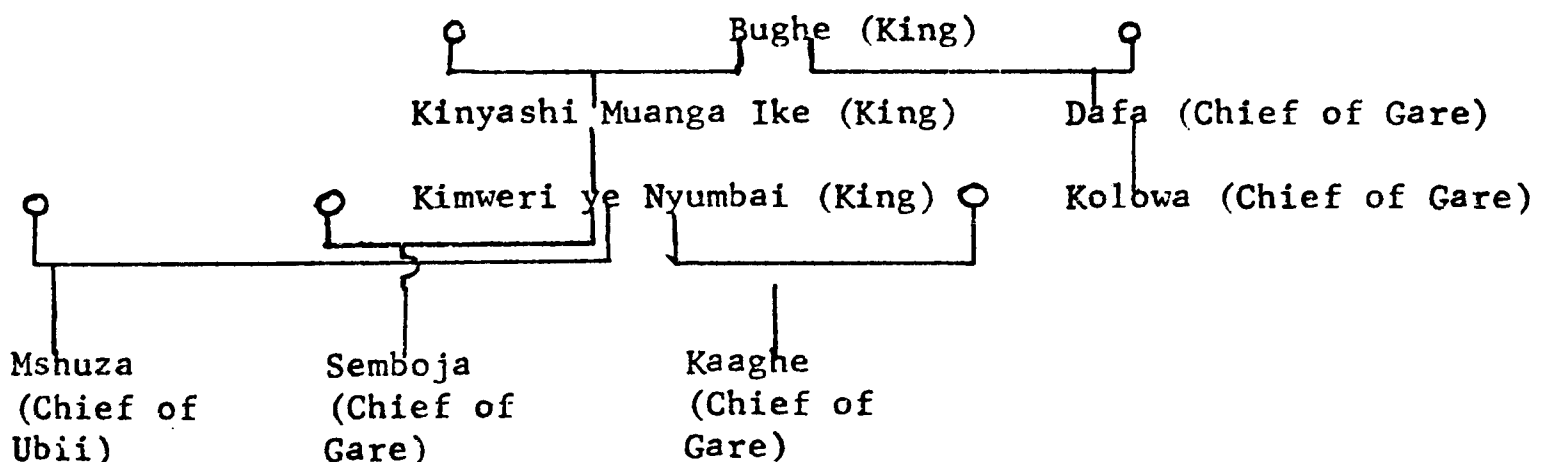 Bughe (King)
Kinyashi Muanga Ike (King) Dafa (Chief of Gare)
Kimweri ye Nyumbai (King) Kolowa (Chief of Gare)
Mshuza Semboja Kaaghe
(Chief of (Chief of (Chief of
Ubii) Gare) Gare)